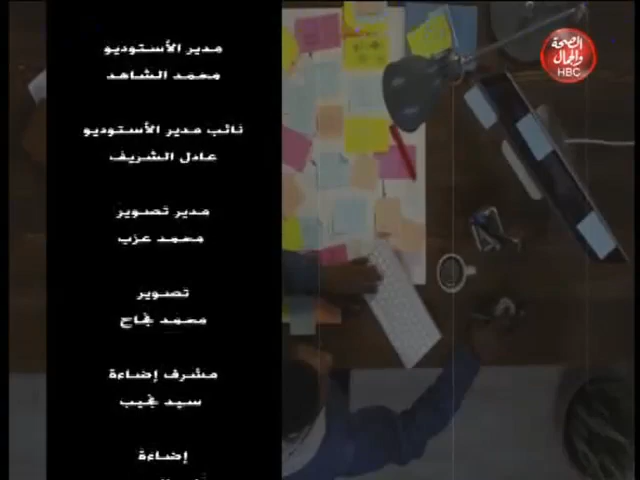 الصحة
والجمال
HBC
مدير الأستوديو
محمد الشاهد
نائب مدير الأستوديو
عادل الشريف
مدير تصوير
محمد عزب
تصوير
محمد نجاح
مشرف إضاءة
سيد نجيب
إضاءة